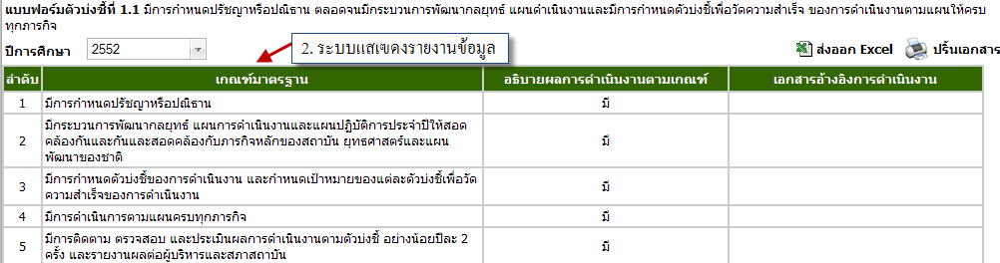 แบบฟอร์มตัวบ่งชี้ที่ 1.1 มีการกำหนดปรัชญาหรือปณิธาน ตลอดจนมีกระบวนการพัฒนากลยุทธ์ แผนดำเนินงานและมีการกำหนดตัวบ่งชี้เพื่อวัดความสำเร็จ ของการดำเนินงานตามแผนให้ครบ
ทุกภารกิจ
ปีการศึกษา 2552 2. ระบบแสเขคงรายงานข้อมูล ส่งออก Excel ปริ้นเอกสาร
ลำดับ เกณฑ์มาตรฐาน อธิบายผลการดำเนินงานตามเกณฑ์ เอกสารอ้างอิงการดำเนินงาน
1 มีการกำหนดปรัชญาหรือปณิธาน มี
มีกระบวนการพัฒนากลยุทธ์ แผนการดำเนินงานและแผนปฏิบัติการประจำปีให้สอด
2 คล้องกันและกันและสอดคล้องกับภารกิจหลักของสถาบัน ยุทธศาสตร์และแผน มี
พัฒนาของชาติ
3 มีการกำหนดตัวบ่งชี้ของการดำเนินงาน และกำหนดเป้าหมายของแต่ละตัวบ่งชี้เพื่อวัด มี
ความสำเร็จของการดำเนินงาน
4 มีการดำเนินการตามแผนครบทุกภารกิจ มี
5 มีการติดตาม ตรวจสอบ และประเมินผลการดำเนินงานตามตัวบ่งชี้ อย่างน้อยปีละ 2 มี
ครั้ง และรายงานผลต่อผู้บริหารและสภาสถาบัน